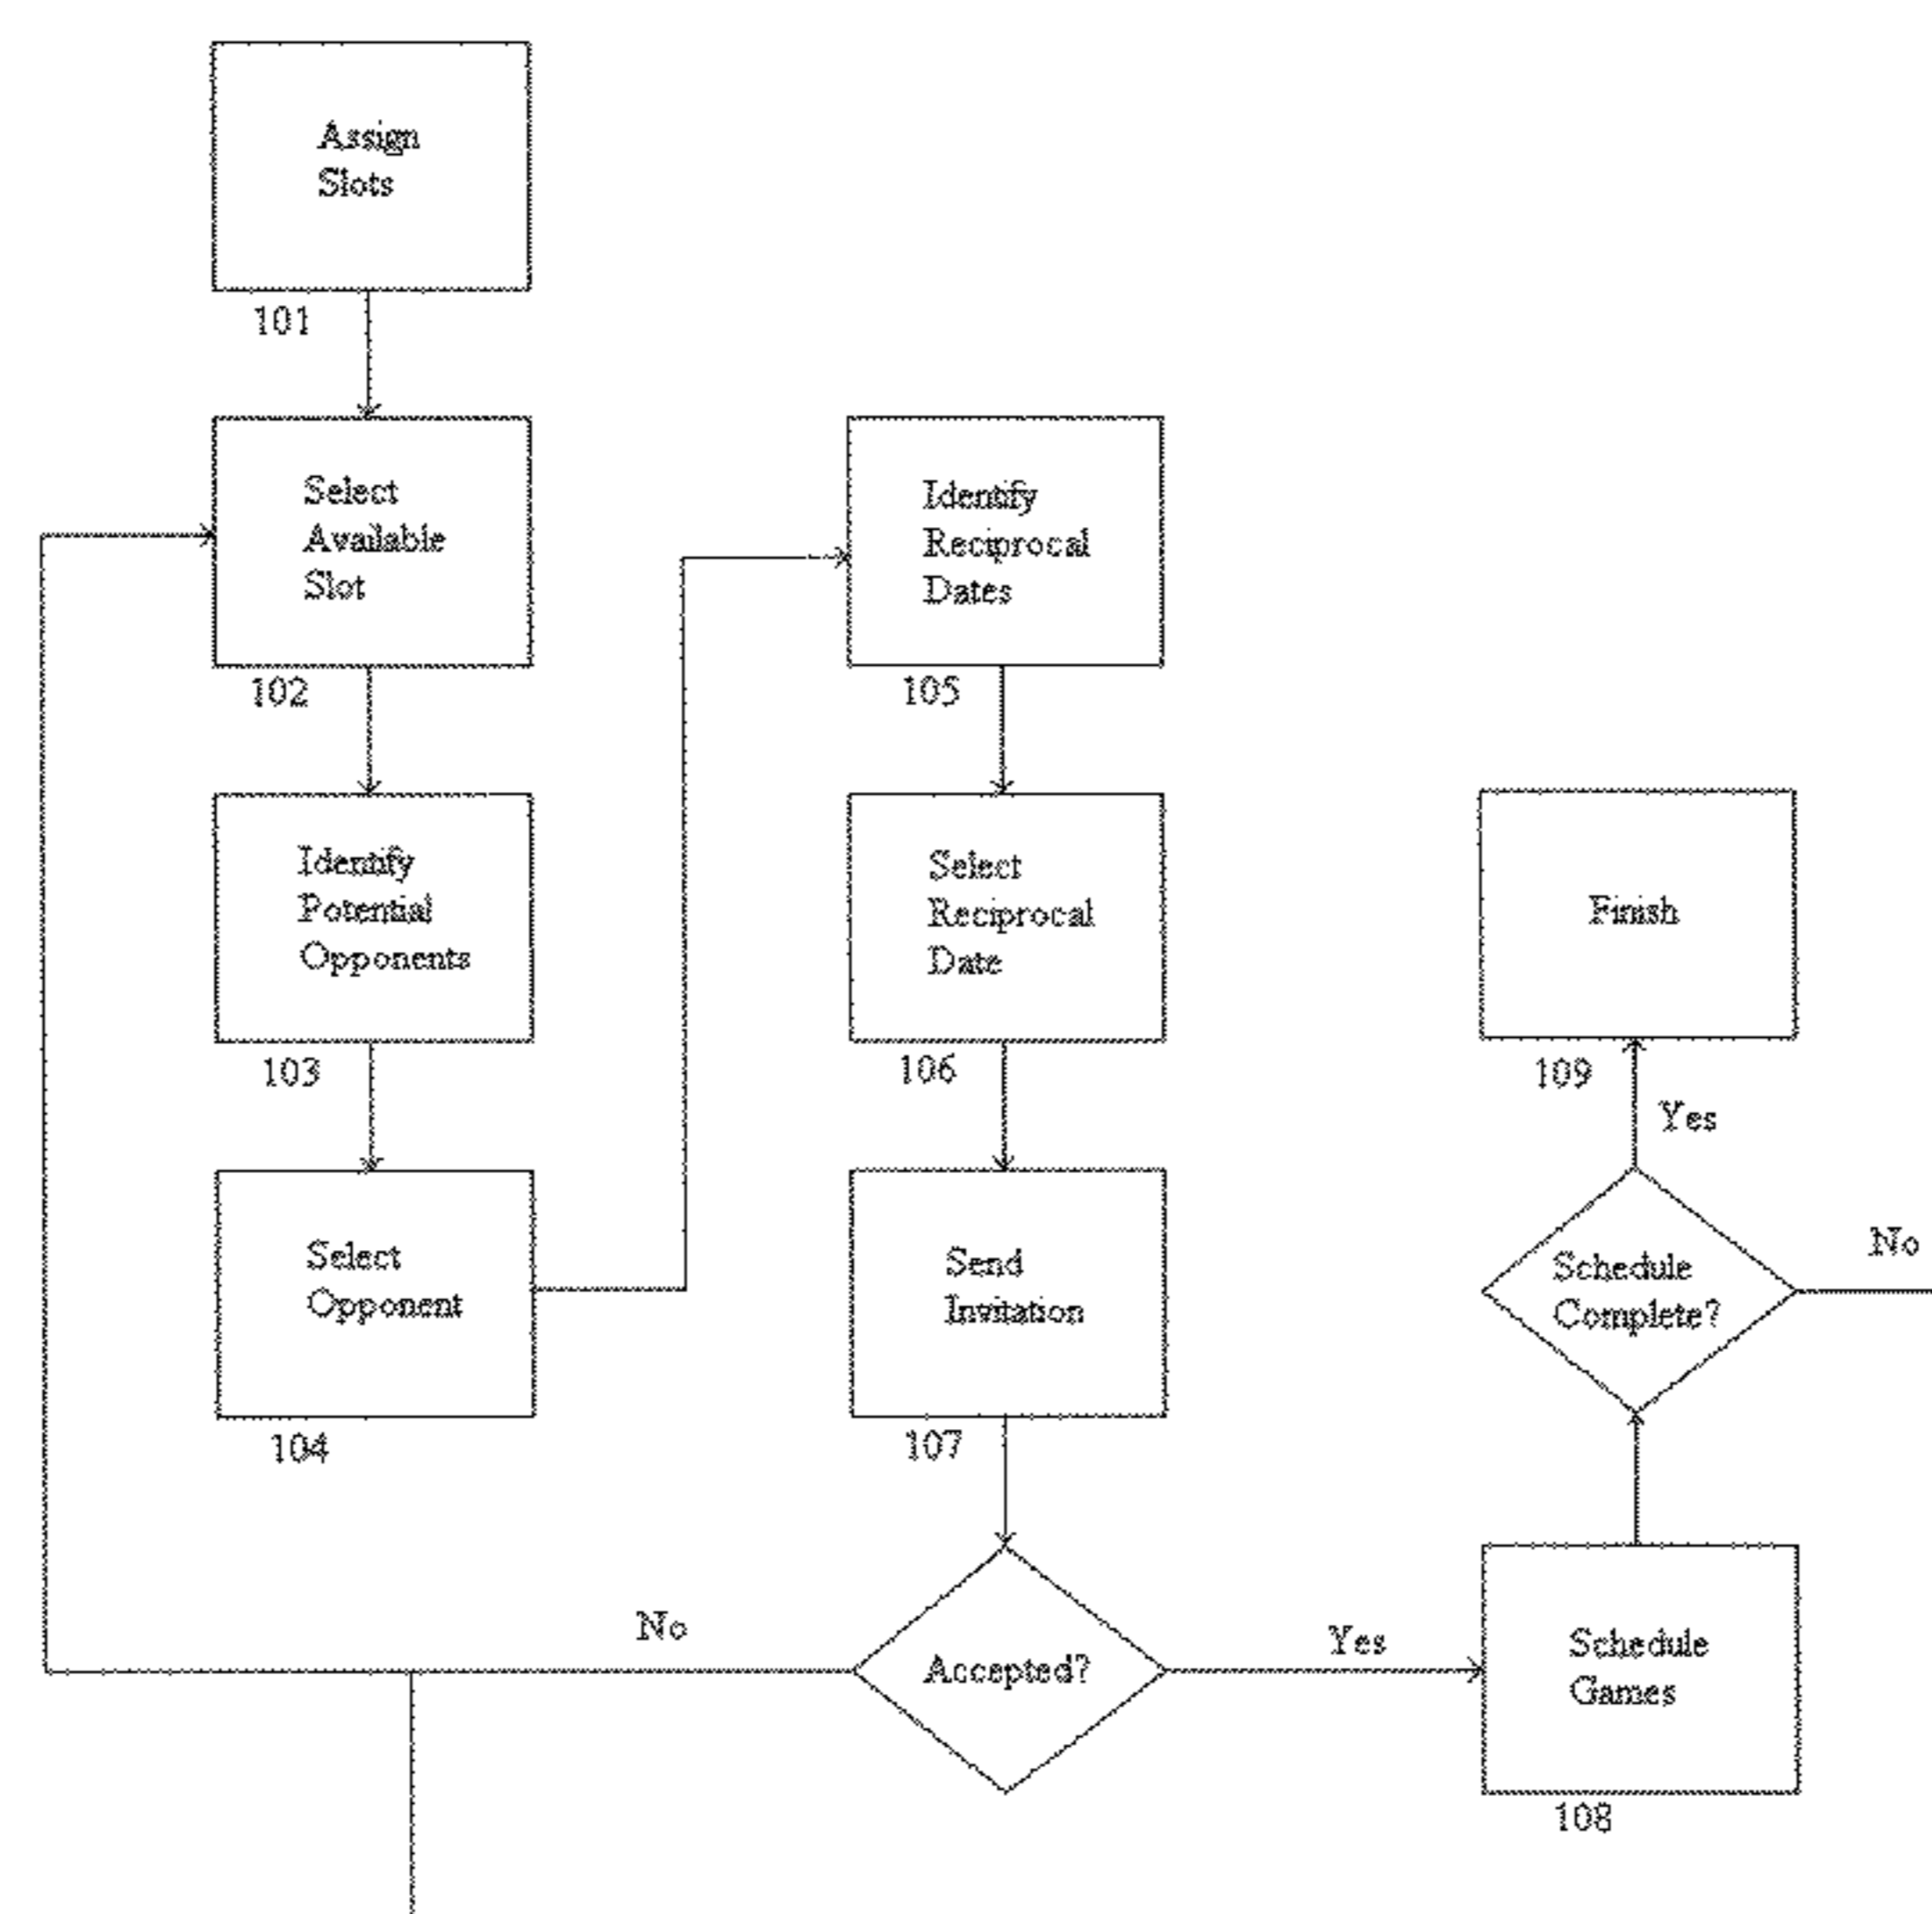 Assign
Slots
101
Select
Available
Slot
102
Identify
Potential
Opponents
103
Select
Opponent
104
Identify
Reciprocal
Dates
105
Select
Reciprocal
Date
106
Send
Invitation
107
Accepted?
No
Yes
Schedule
Games
108
Schedule
Complete?
No
Yes
Finish
109